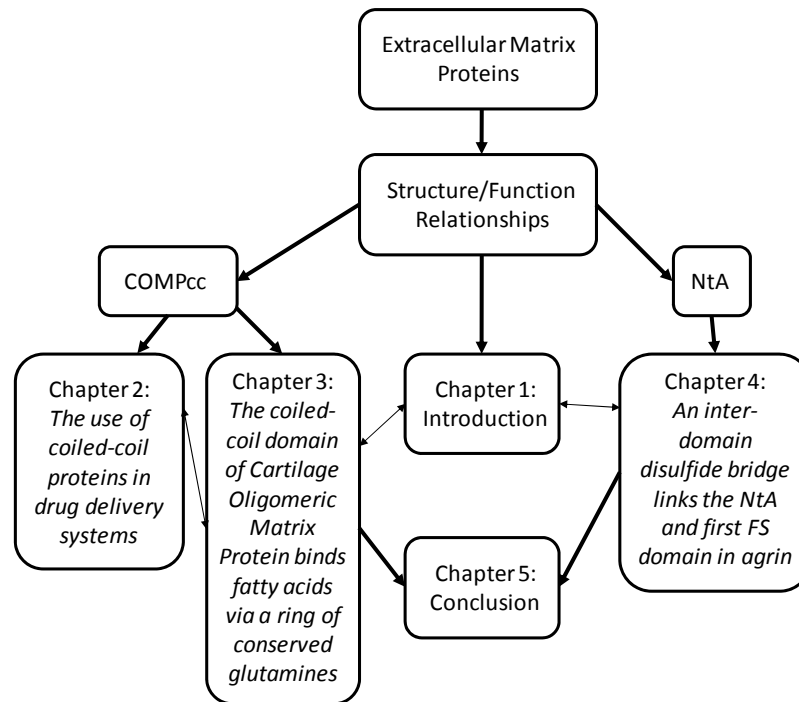 Extracellular Matrix
Proteins
Structure/Function
Relationships
COMPcc
NtA
Chapter 2:
The use of
coiled-coil
proteins in
drug delivery
systems
Chapter 3:
The coiled-
coil domain
of Cartilage
Oligomeric
Matrix
Protein binds
fatty acids
via a ring of
conserved
glutamines
Chapter 1:
Introduction
Chapter 4:
An inter-
domain
disulfide bridge
links the NtA
and first FS
domain in agrin
Chapter 5:
Conclusion